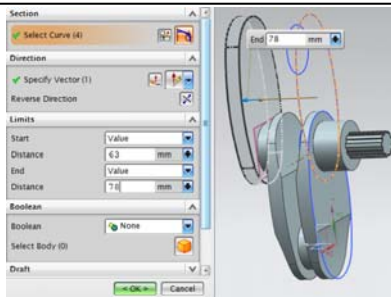 Section
Select Curve (4)
Direction
Specify Vector (1)
Reverse Direction
Limits
Start Value
Distance 63 mm
End Value
Distance 78 mm
Boolean
Boolean None
Select Body (0)
Draft
<OK> Cancel
End 78 mm